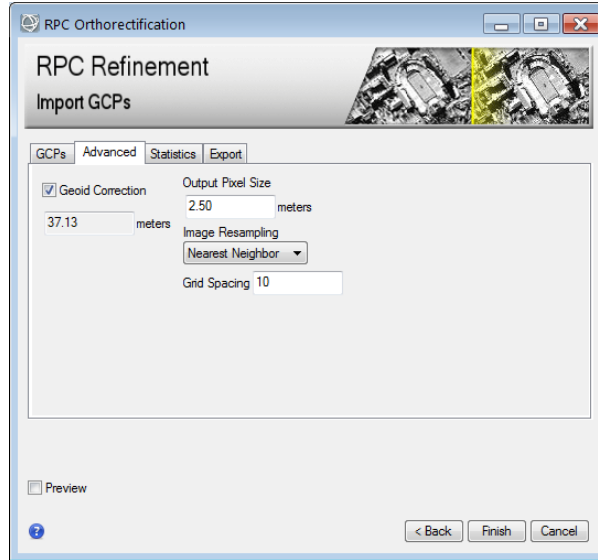 RPC Orthorectification
RPC Refinement
Import GCPs
GCPs Advanced Statistics Export
Geoid Correction
37.13 meters
Output Pixel Size
2.50 meters
Image Resampling
Nearest Neighbor
Grid Spacing 10
Preview
? < Back Finish Cancel